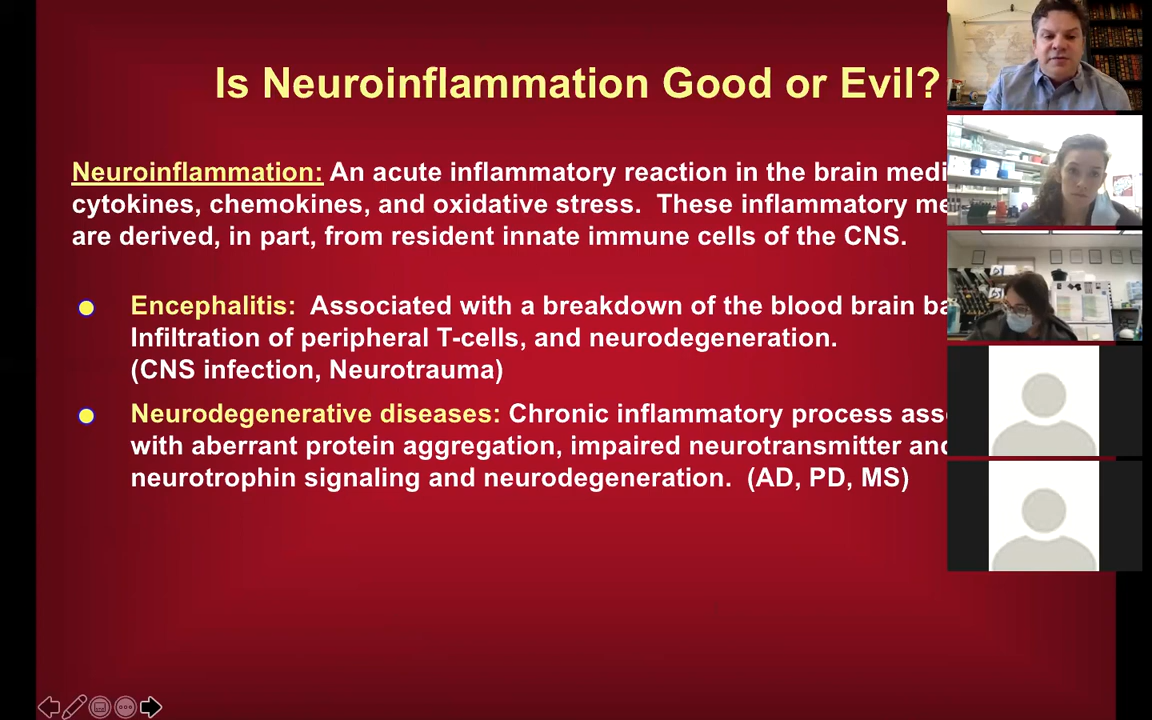 Is Neuroinflammation Good or Evil?
Neuroinflammation: An acute inflammatory reaction in the brain medi
cytokines, chemokines, and oxidative stress. These inflammatory me
are derived, in part, from resident innate immune cells of the CNS.
Encephalitis: Associated with a breakdown of the blood brain ba
Infiltration of peripheral T-cells, and neurodegeneration.
(CNS infection, Neurotrauma)
Neurodegenerative diseases: Chronic inflammatory process ass
with aberrant protein aggregation, impaired neurotransmitter and
neurotrophin signaling and neurodegeneration. (AD, PD, MS)